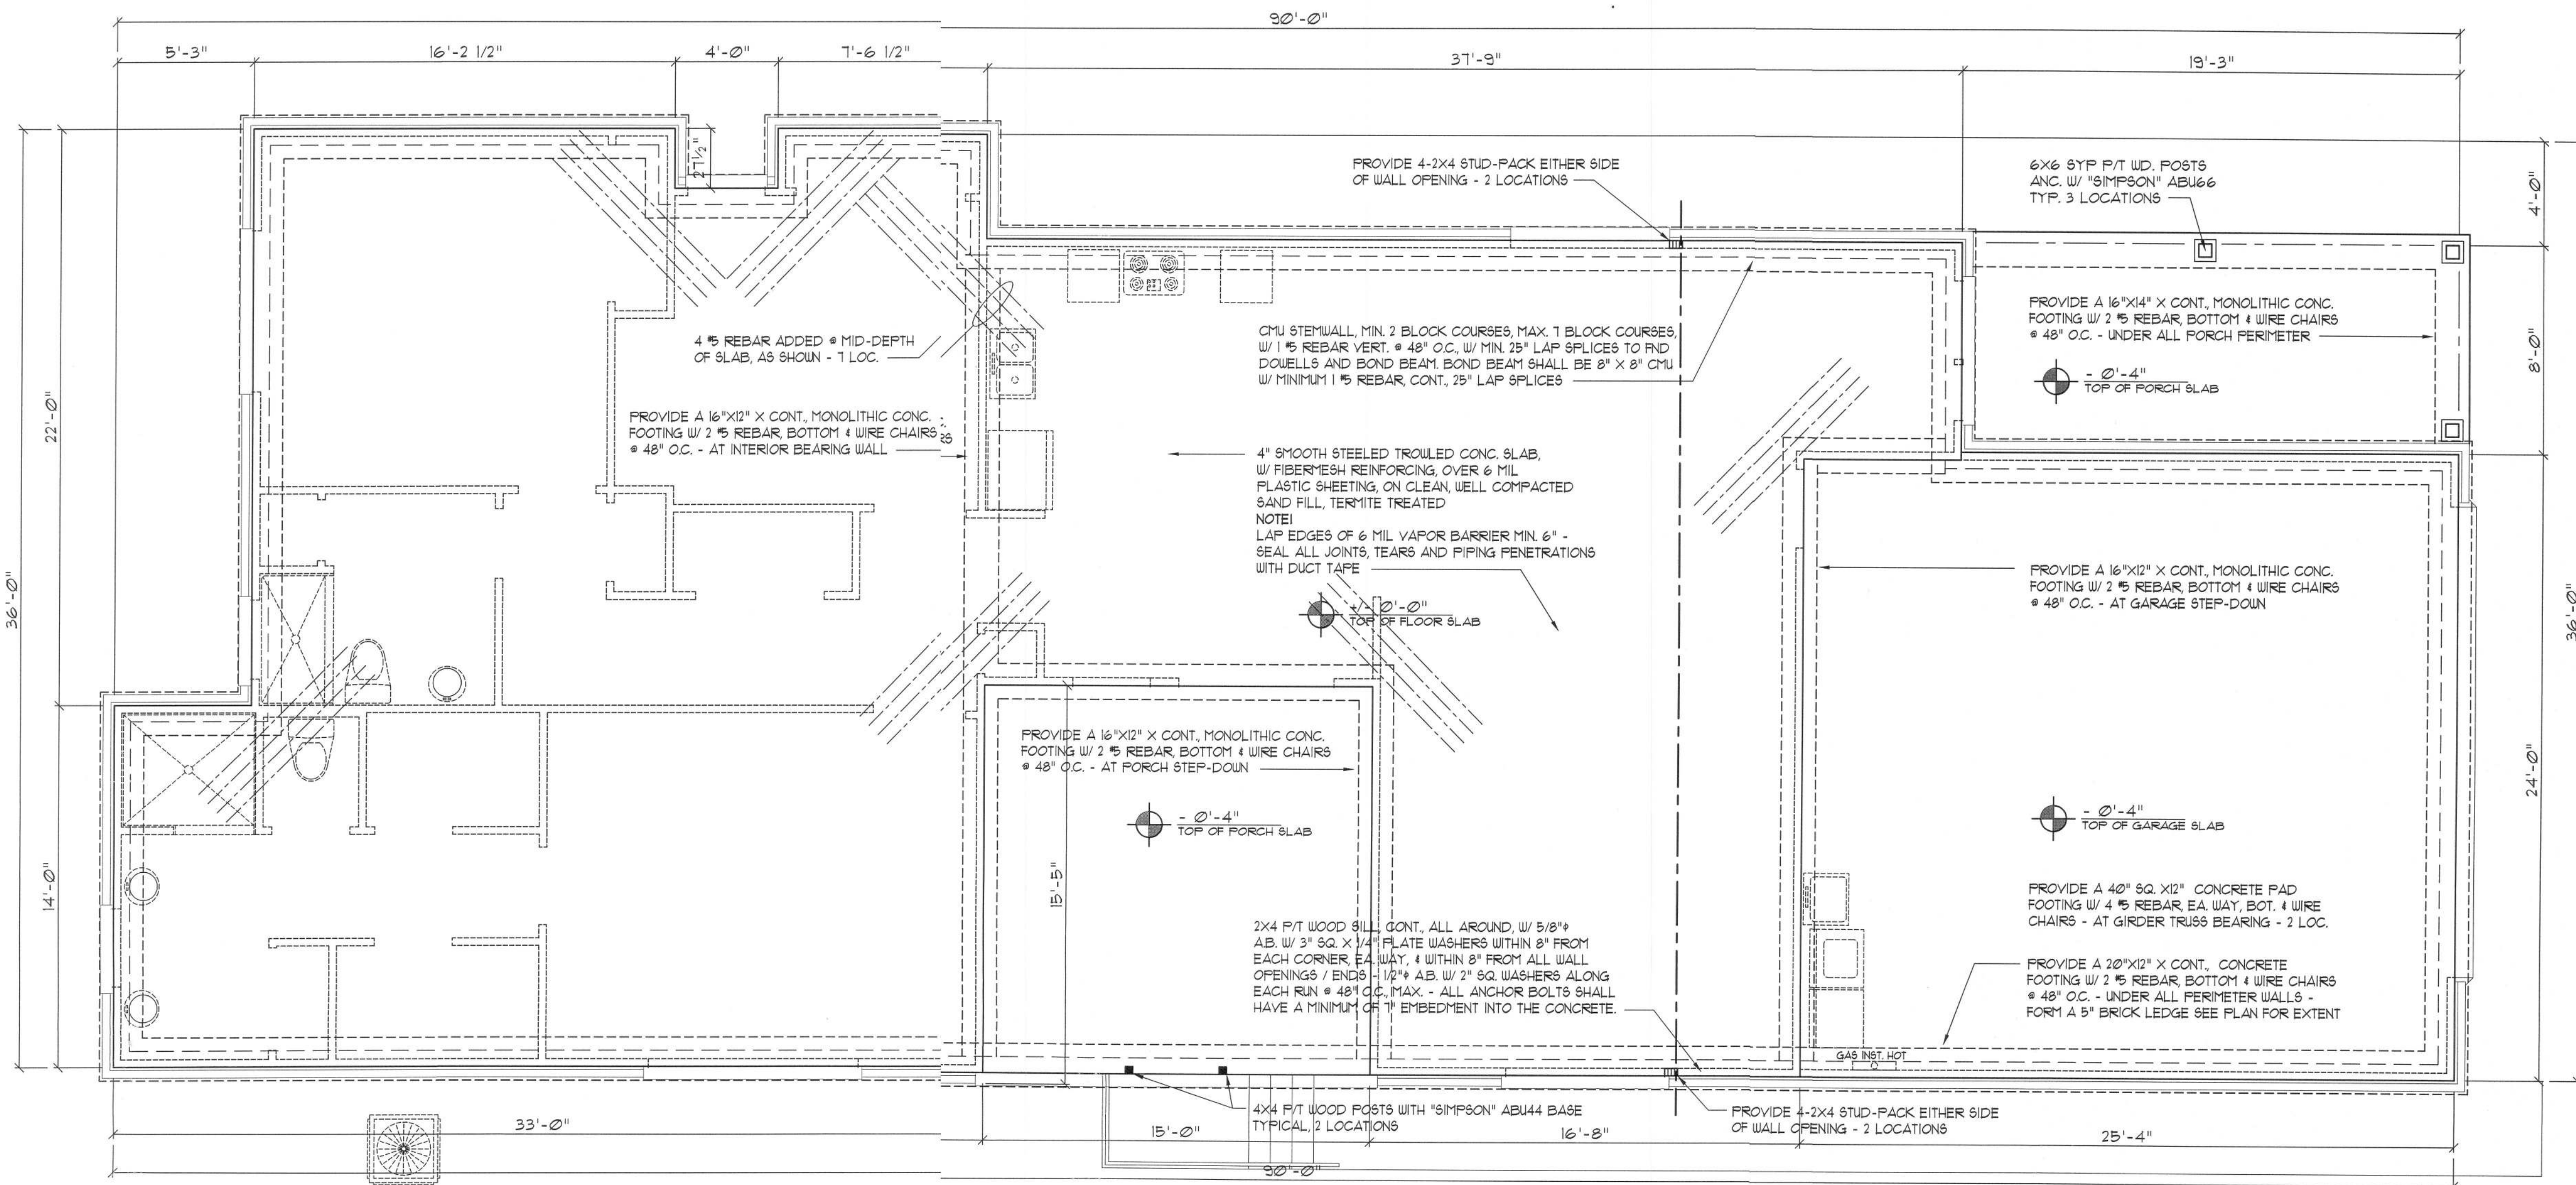 90'-0"
5'-3"
16'-2 1/2"
4'-0"
7'-6 1/2"
37'-9"
19'-3"
27 1/2"
PROVIDE 4-2X4 STUD-PACK EITHER SIDE
OF WALL OPENING - 2 LOCATIONS
6X6 SYP P/T WD. POSTS
ANC. W/ "SIMPSON" ABU66
TYP. 3 LOCATIONS
4'-0"
PROVIDE A 16"X14" X CONT., MONOLITHIC CONC.
FOOTING W/ 2 #5 REBAR, BOTTOM & WIRE CHAIRS
@ 48" O.C. - UNDER ALL PORCH PERIMETER
8'-0"
- 0'-4"
TOP OF PORCH SLAB
4 #5 REBAR ADDED @ MID-DEPTH
OF SLAB, AS SHOWN - 7 LOC.
CMU STEMWALL, MIN. 2 BLOCK COURSES, MAX. 7 BLOCK COURSES,
W/ 1 #5 REBAR VERT. @ 48" O.C., W/ MIN. 25" LAP SPLICES TO FND
DOWELLS AND BOND BEAM. BOND BEAM SHALL BE 8" X 8" CMU
W/ MINIMUM 1 #5 REBAR, CONT., 25" LAP SPLICES
22'-0"
PROVIDE A 16"X12" X CONT., MONOLITHIC CONC.
FOOTING W/ 2 #5 REBAR, BOTTOM & WIRE CHAIRS
@ 48" O.C. - AT INTERIOR BEARING WALL
4" SMOOTH STEELED TROWLED CONC. SLAB,
W/ FIBERMESH REINFORCING, OVER 6 MIL
PLASTIC SHEETING, ON CLEAN, WELL COMPACTED
SAND FILL, TERMITE TREATED
NOTE!
LAP EDGES OF 6 MIL VAPOR BARRIER MIN. 6" -
SEAL ALL JOINTS, TEARS AND PIPING PENETRATIONS
WITH DUCT TAPE
36'-0"
+/- 0'-0"
TOP OF FLOOR SLAB
PROVIDE A 16"X12" X CONT., MONOLITHIC CONC.
FOOTING W/ 2 #5 REBAR, BOTTOM & WIRE CHAIRS
@ 48" O.C. - AT GARAGE STEP-DOWN
36'-0"
PROVIDE A 16"X12" X CONT., MONOLITHIC CONC.
FOOTING W/ 2 #5 REBAR, BOTTOM & WIRE CHAIRS
@ 48" O.C. - AT PORCH STEP-DOWN
- 0'-4"
TOP OF PORCH SLAB
- 0'-4"
TOP OF GARAGE SLAB
24'-0"
14'-0"
15'-5"
PROVIDE A 40" SQ. X12" CONCRETE PAD
FOOTING W/ 4 #5 REBAR, EA. WAY, BOT. & WIRE
CHAIRS - AT GIRDER TRUSS BEARING - 2 LOC.
2X4 P/T WOOD SILL, CONT., ALL AROUND, W/ 5/8"ϕ
A.B. W/ 3" SQ. X 1/4" PLATE WASHERS WITHIN 8" FROM
EACH CORNER, EA. WAY, & WITHIN 8" FROM ALL WALL
OPENINGS / ENDS - 1/2"ϕ A.B. W/ 2" SQ. WASHERS ALONG
EACH RUN @ 48" O.C., MAX. - ALL ANCHOR BOLTS SHALL
HAVE A MINIMUM OF 7" EMBEDMENT INTO THE CONCRETE.
PROVIDE A 20"X12" X CONT., CONCRETE
FOOTING W/ 2 #5 REBAR, BOTTOM & WIRE CHAIRS
@ 48" O.C. - UNDER ALL PERIMETER WALLS -
FORM A 5" BRICK LEDGE SEE PLAN FOR EXTENT
GAS INST. HOT
4X4 P/T WOOD POSTS WITH "SIMPSON" ABU44 BASE
TYPICAL, 2 LOCATIONS
PROVIDE 4-2X4 STUD-PACK EITHER SIDE
OF WALL OPENING - 2 LOCATIONS
33'-0"
15'-0"
16'-8"
25'-4"
90'-0"